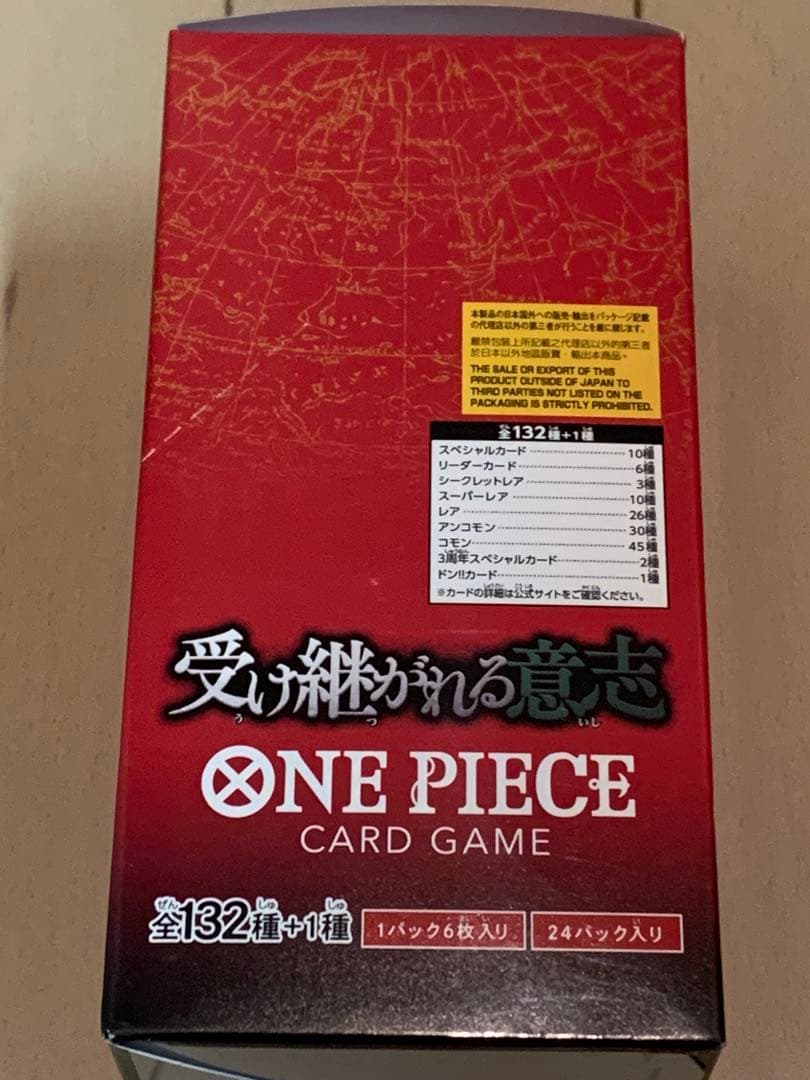 本製品の日本国外への販売・輸出をパッケージ記載
の代理店以外の第三者が行うことを厳に禁じます。
嚴禁包裝上所記載之代理店以外的第三者
於日本以外地區販賣、輸出本商品。
THE SALE OR EXPORT OF THIS
PRODUCT OUTSIDE OF JAPAN TO
THIRD PARTIES NOT LISTED ON THE
PACKAGING IS STRICTLY PROHIBITED.
全132種+1種
スペシャルカード 10種
リーダーカード 6種
シークレットレア 3種
スーパーレア 10種
レア 26種
アンコモン 30種
コモン 45種
3周年スペシャルカード 2種
ドン!!カード 1種
※カードの詳細は公式サイトをご確認ください。
受け継がれる意志
ONE PIECE
CARD GAME
全132種+1種 1パック6枚入り 24パック入り